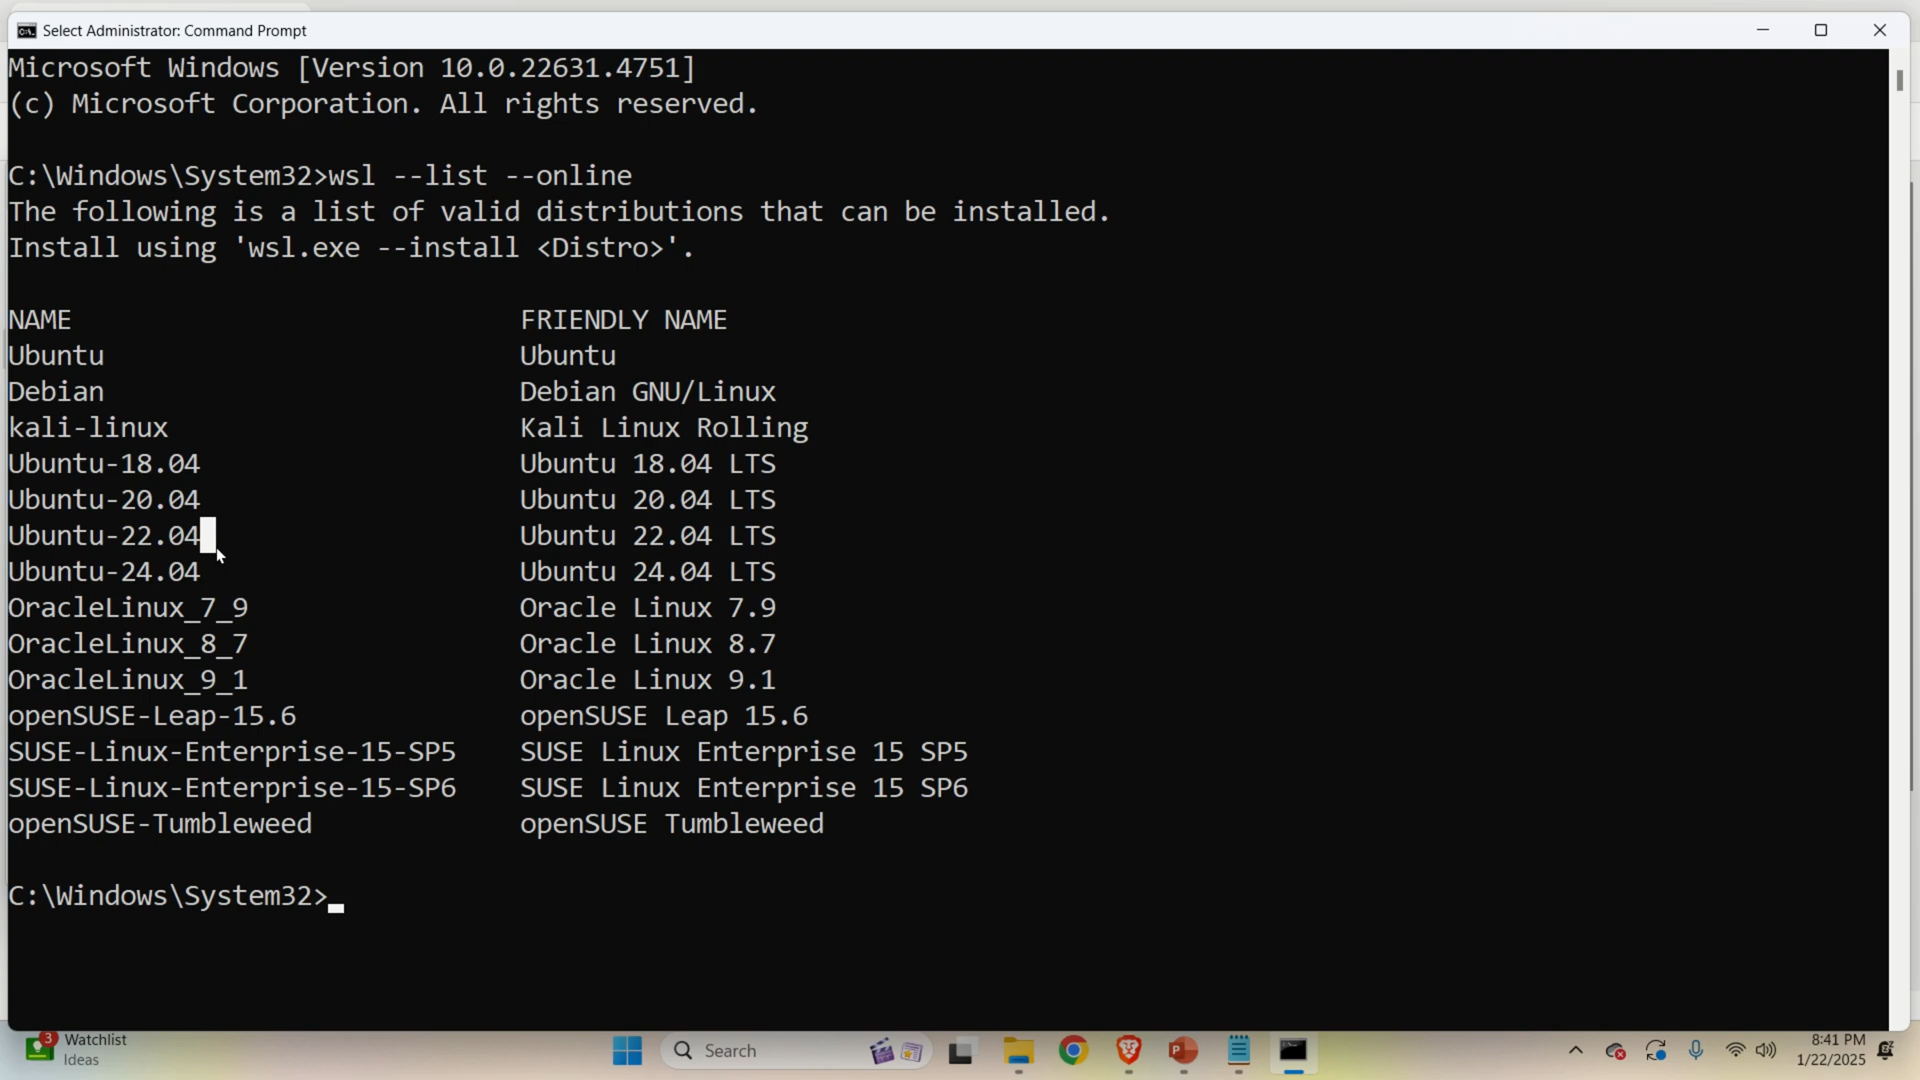 Select Administrator: Command Prompt
Microsoft Windows [Version 10.0.22631.4751]
(c) Microsoft Corporation. All rights reserved.
C:\Windows\System32>wsl --list --online
The following is a list of valid distributions that can be installed.
Install using 'wsl.exe --install <Distro>'.
NAME FRIENDLY NAME
Ubuntu Ubuntu
Debian Debian GNU/Linux
kali-linux Kali Linux Rolling
Ubuntu-18.04 Ubuntu 18.04 LTS
Ubuntu-20.04 Ubuntu 20.04 LTS
Ubuntu-22.04 Ubuntu 22.04 LTS
Ubuntu-24.04 Ubuntu 24.04 LTS
OracleLinux_7_9 Oracle Linux 7.9
OracleLinux_8_7 Oracle Linux 8.7
OracleLinux_9_1 Oracle Linux 9.1
openSUSE-Leap-15.6 openSUSE Leap 15.6
SUSE-Linux-Enterprise-15-SP5 SUSE Linux Enterprise 15 SP5
SUSE-Linux-Enterprise-15-SP6 SUSE Linux Enterprise 15 SP6
openSUSE-Tumbleweed openSUSE Tumbleweed
C:\Windows\System32>
3
Watchlist
Ideas
Search
8:41 PM
1/22/2025